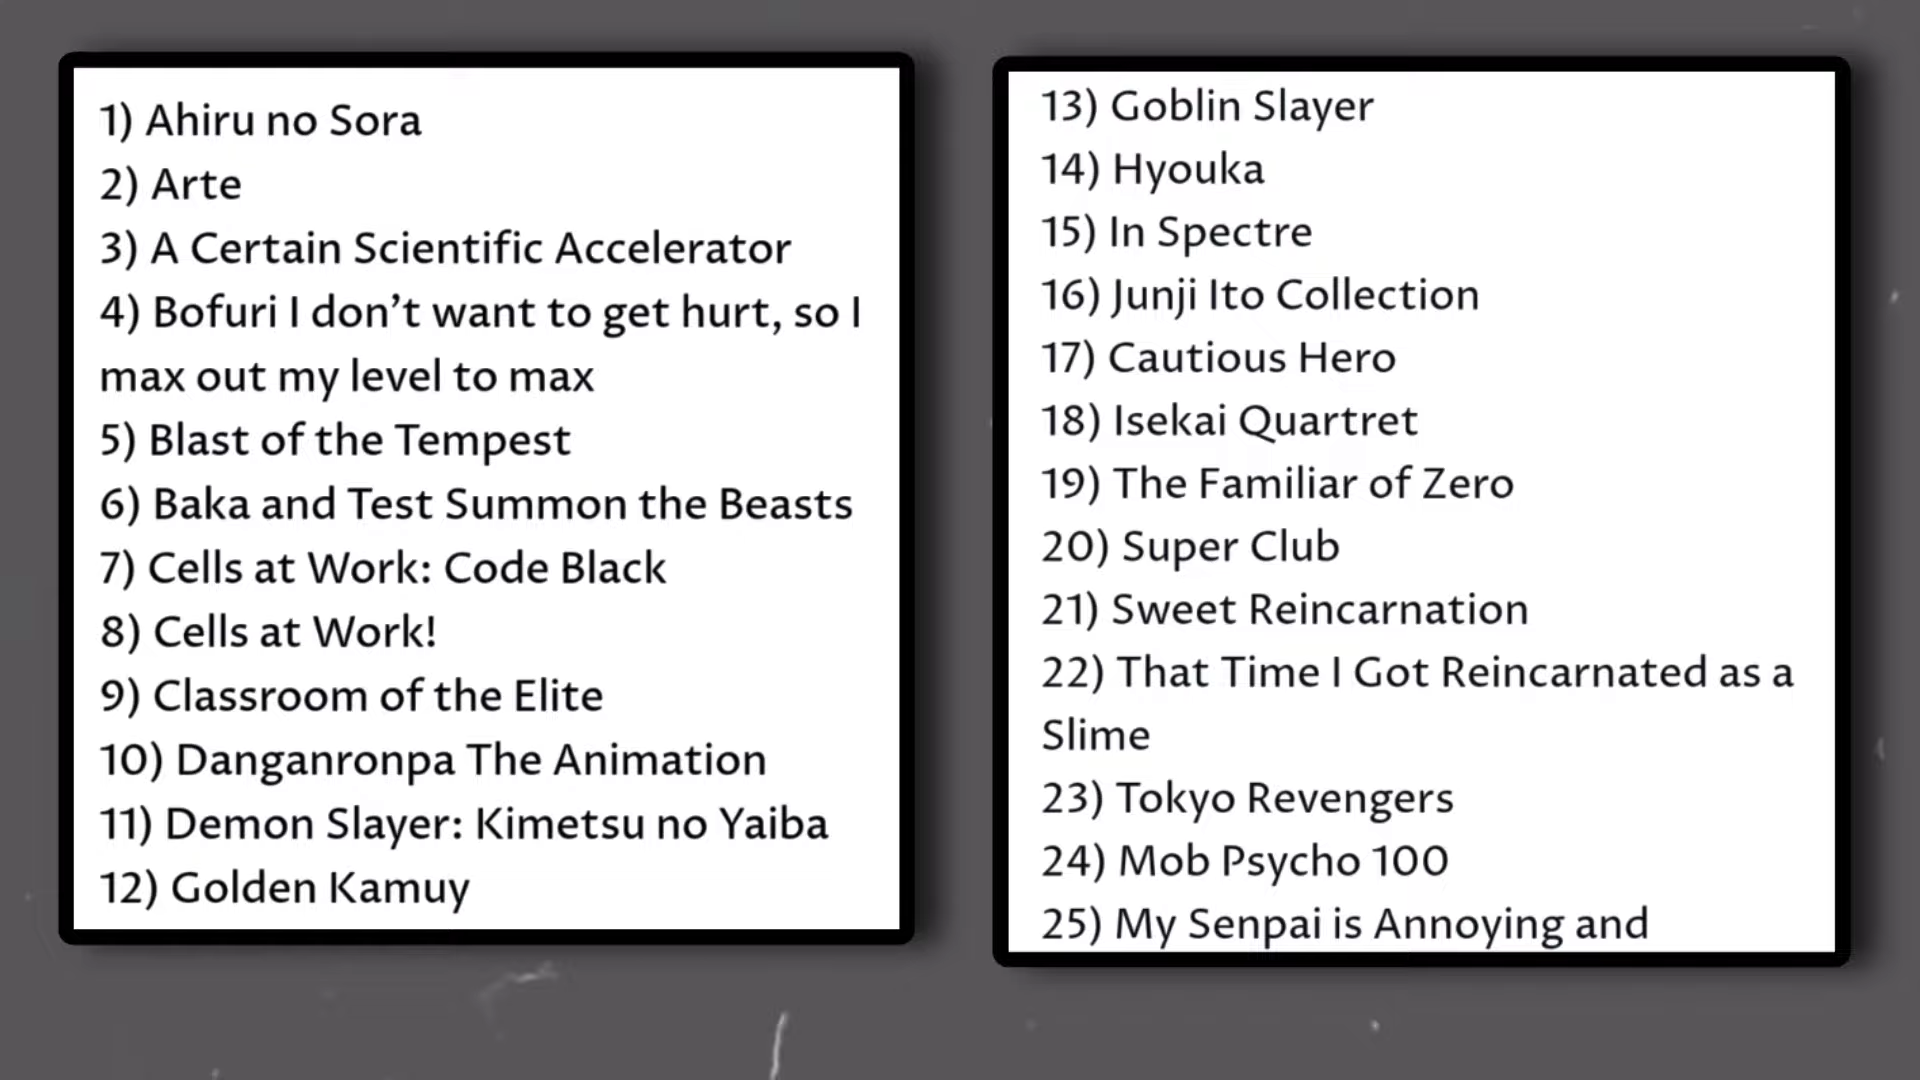 1) Ahiru no Sora
2) Arte
3) A Certain Scientific Accelerator
4) Bofuri I don’t want to get hurt, so I
max out my level to max
5) Blast of the Tempest
6) Baka and Test Summon the Beasts
7) Cells at Work: Code Black
8) Cells at Work!
9) Classroom of the Elite
10) Danganronpa The Animation
11) Demon Slayer: Kimetsu no Yaiba
12) Golden Kamuy
13) Goblin Slayer
14) Hyouka
15) In Spectre
16) Junji Ito Collection
17) Cautious Hero
18) Isekai Quartret
19) The Familiar of Zero
20) Super Club
21) Sweet Reincarnation
22) That Time I Got Reincarnated as a
Slime
23) Tokyo Revengers
24) Mob Psycho 100
25) My Senpai is Annoying and